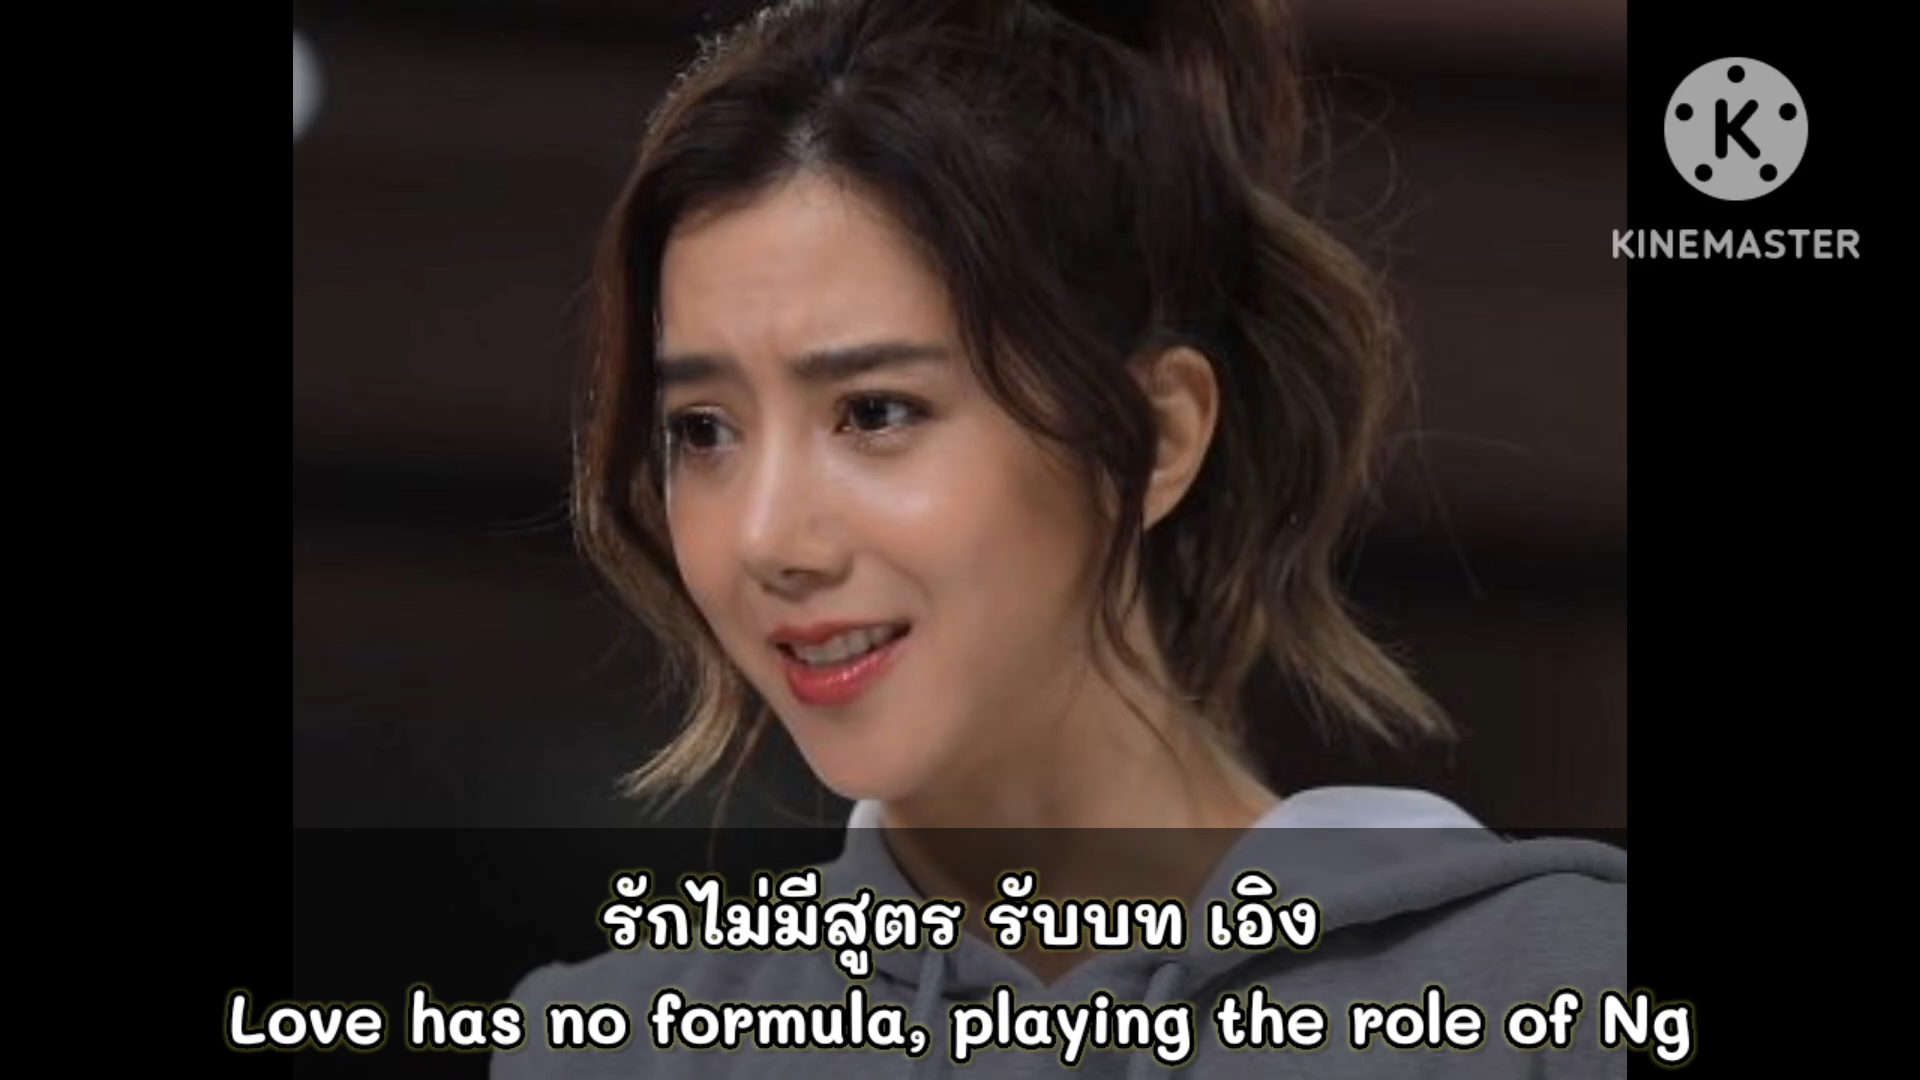 KINEMASTER
รักไม่มีสูตร รับบท เอิง
Love has no formula, playing the role of Ng